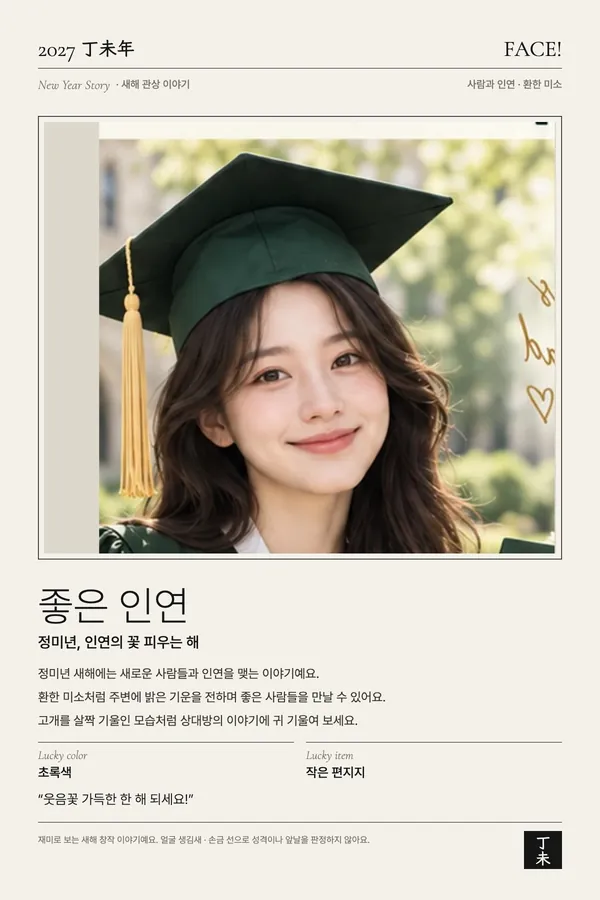 2027 丁未年
FACE!
New Year Story · 새해 관상 이야기
사람과 인연 · 환한 미소
좋은 인연
정미년, 인연의 꽃 피우는 해
정미년 새해에는 새로운 사람들과 인연을 맺는 이야기예요.
환한 미소처럼 주변에 밝은 기운을 전하며 좋은 사람들을 만날 수 있어요.
고개를 살짝 기울인 모습처럼 상대방의 이야기에 귀 기울여 보세요.
Lucky color
초록색
Lucky item
작은 편지지
“웃음꽃 가득한 한 해 되세요!”
재미로 보는 새해 창작 이야기예요. 얼굴 생김새 · 손금 선으로 성격이나 앞날을 판정하지 않아요.
丁
未